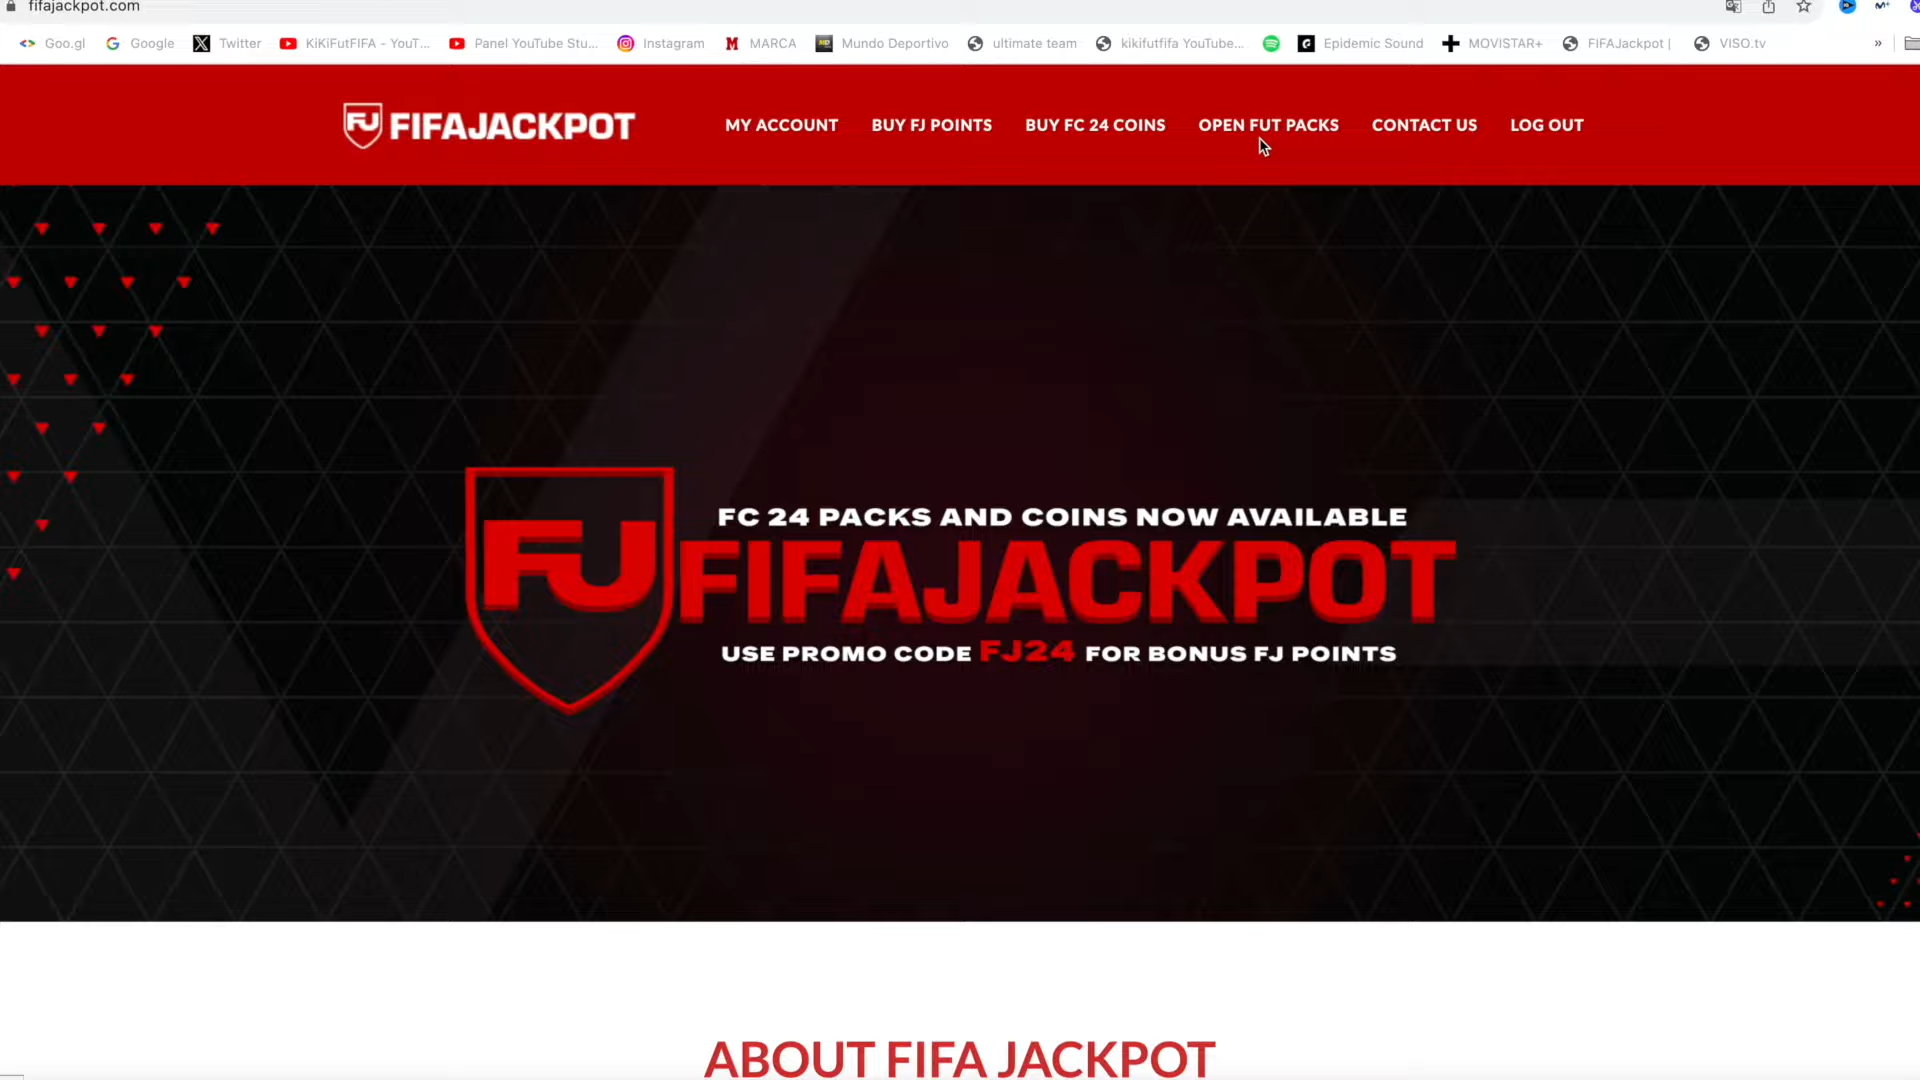 fifajackpot.com
Goo.gl Google Twitter KiKiFutFIFA - YouT... Panel YouTube Stu... Instagram MARCA Mundo Deportivo ultimate team kikifutfifa YouTube... Epidemic Sound MOVISTAR+ FIFAJackpot | VISO.tv »
FJ FIFAJACKPOT MY ACCOUNT BUY FJ POINTS BUY FC 24 COINS OPEN FUT PACKS CONTACT US LOG OUT
FC 24 PACKS AND COINS NOW AVAILABLE
FJ FIFAJACKPOT
USE PROMO CODE FJ24 FOR BONUS FJ POINTS
ABOUT FIFA JACKPOT